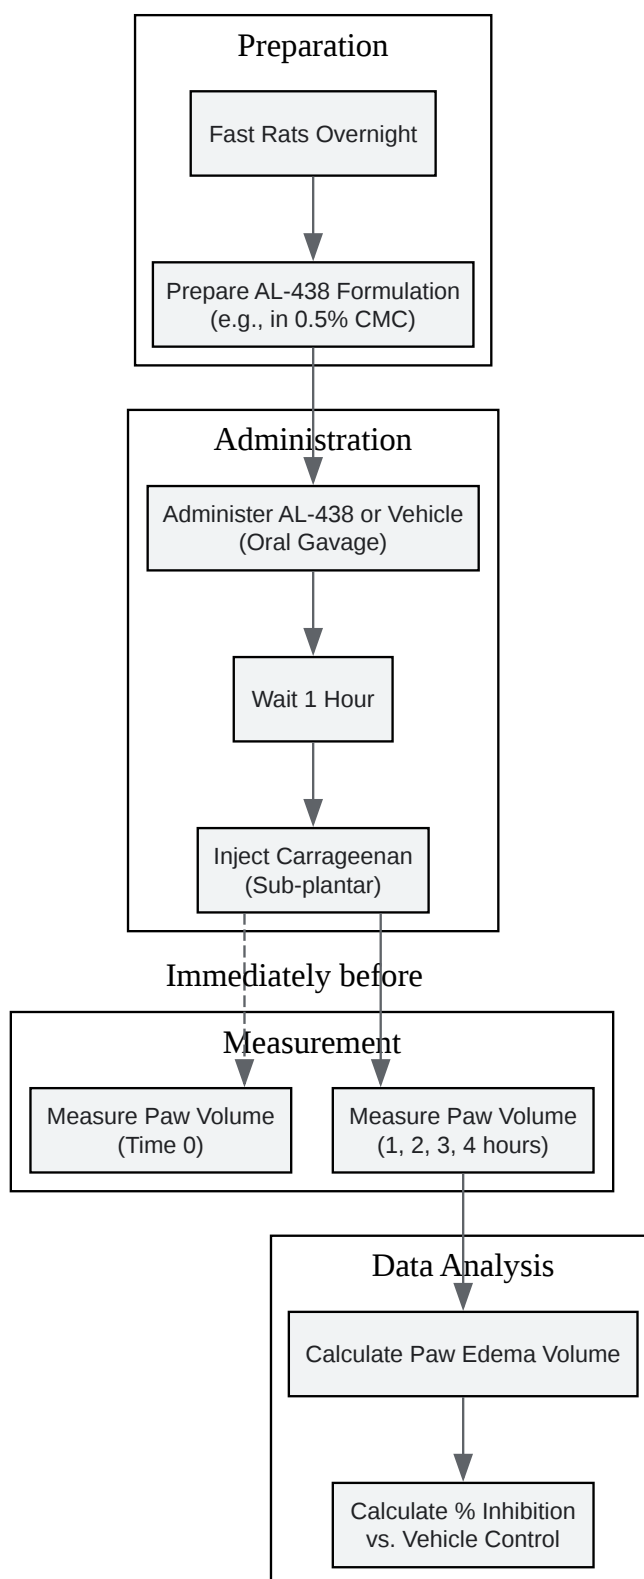 Preparation
Fast Rats Overnight
Prepare AL-438 Formulation
(e.g., in 0.5% CMC)
Administration
Administer AL-438 or Vehicle
(Oral Gavage)
Wait 1 Hour
Inject Carrageenan
(Sub-plantar)
Immediately before
Measurement
Measure Paw Volume
(Time 0)
Measure Paw Volume
(1, 2, 3, 4 hours)
Data Analysis
Calculate Paw Edema Volume
Calculate % Inhibition
vs. Vehicle Control